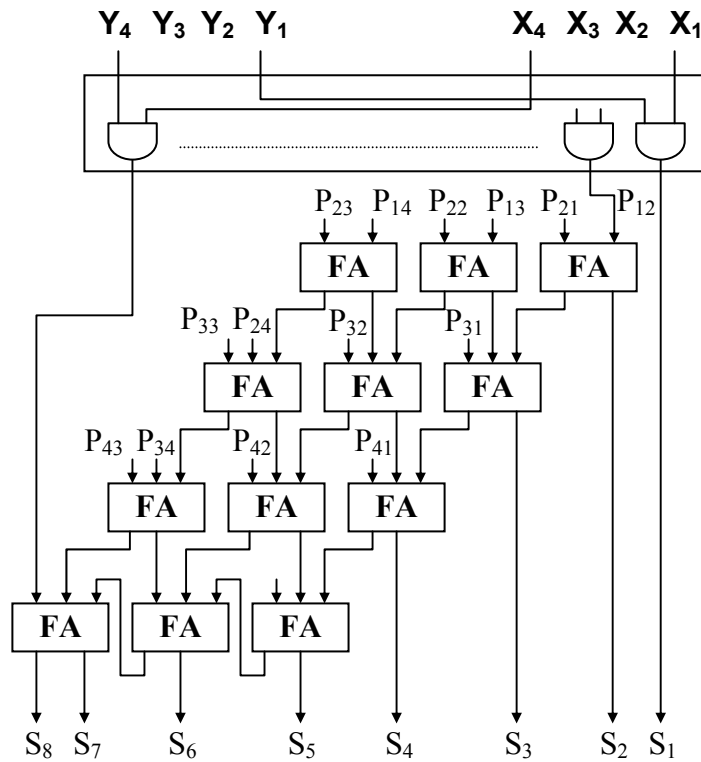 Y₄ Y₃ Y₂ Y₁ X₄ X₃ X₂ X₁
P₂₃ P₁₄ P₂₂ P₁₃ P₂₁ P₁₂
FA FA FA
P₃₃ P₂₄ P₃₂ P₃₁
FA FA FA
P₄₃ P₃₄ P₄₂ P₄₁
FA FA FA
FA FA FA
S₈ S₇ S₆ S₅ S₄ S₃ S₂ S₁